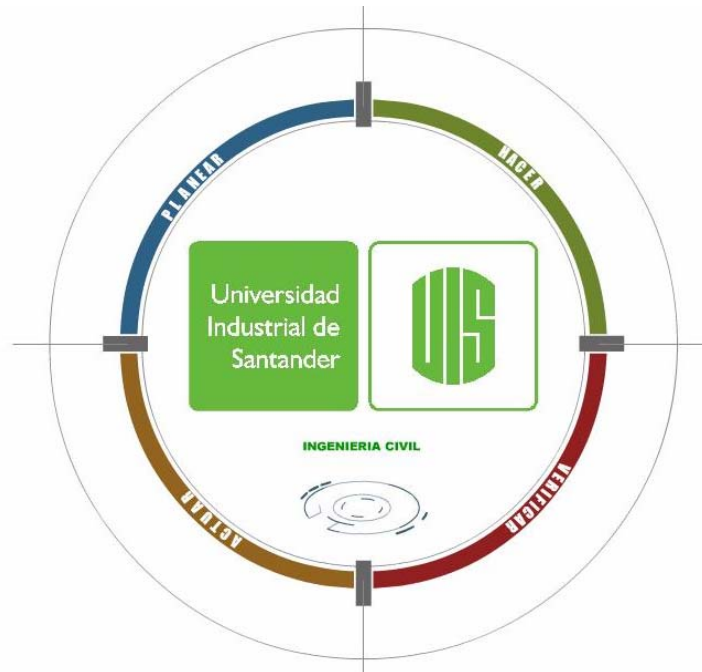 PLANEAR
HACER
Universidad
Industrial de
Santander
UIS
INGENIERIA CIVIL
ACTUAR
VERIFICAR